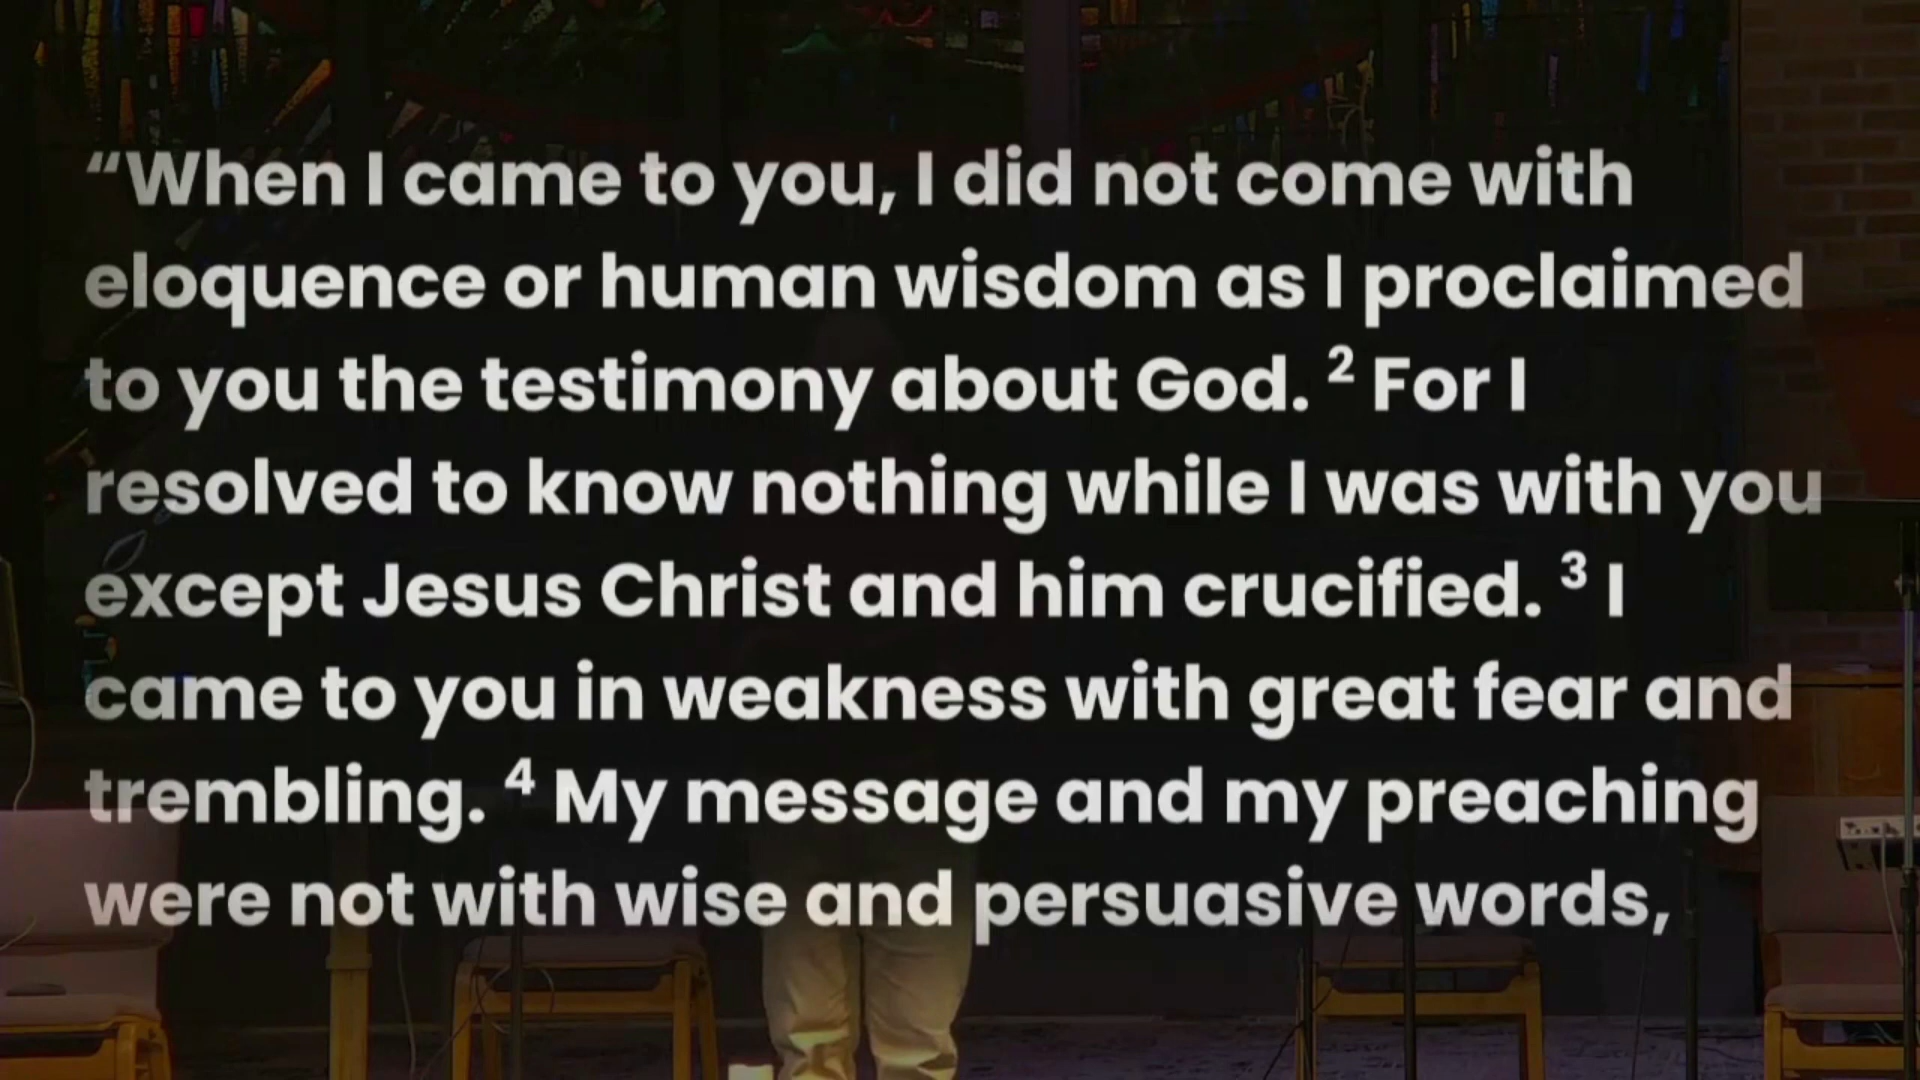 “When I came to you, I did not come with
eloquence or human wisdom as I proclaimed
to you the testimony about God. ² For I
resolved to know nothing while I was with you
except Jesus Christ and him crucified. ³ I
came to you in weakness with great fear and
trembling. ⁴ My message and my preaching
were not with wise and persuasive words,